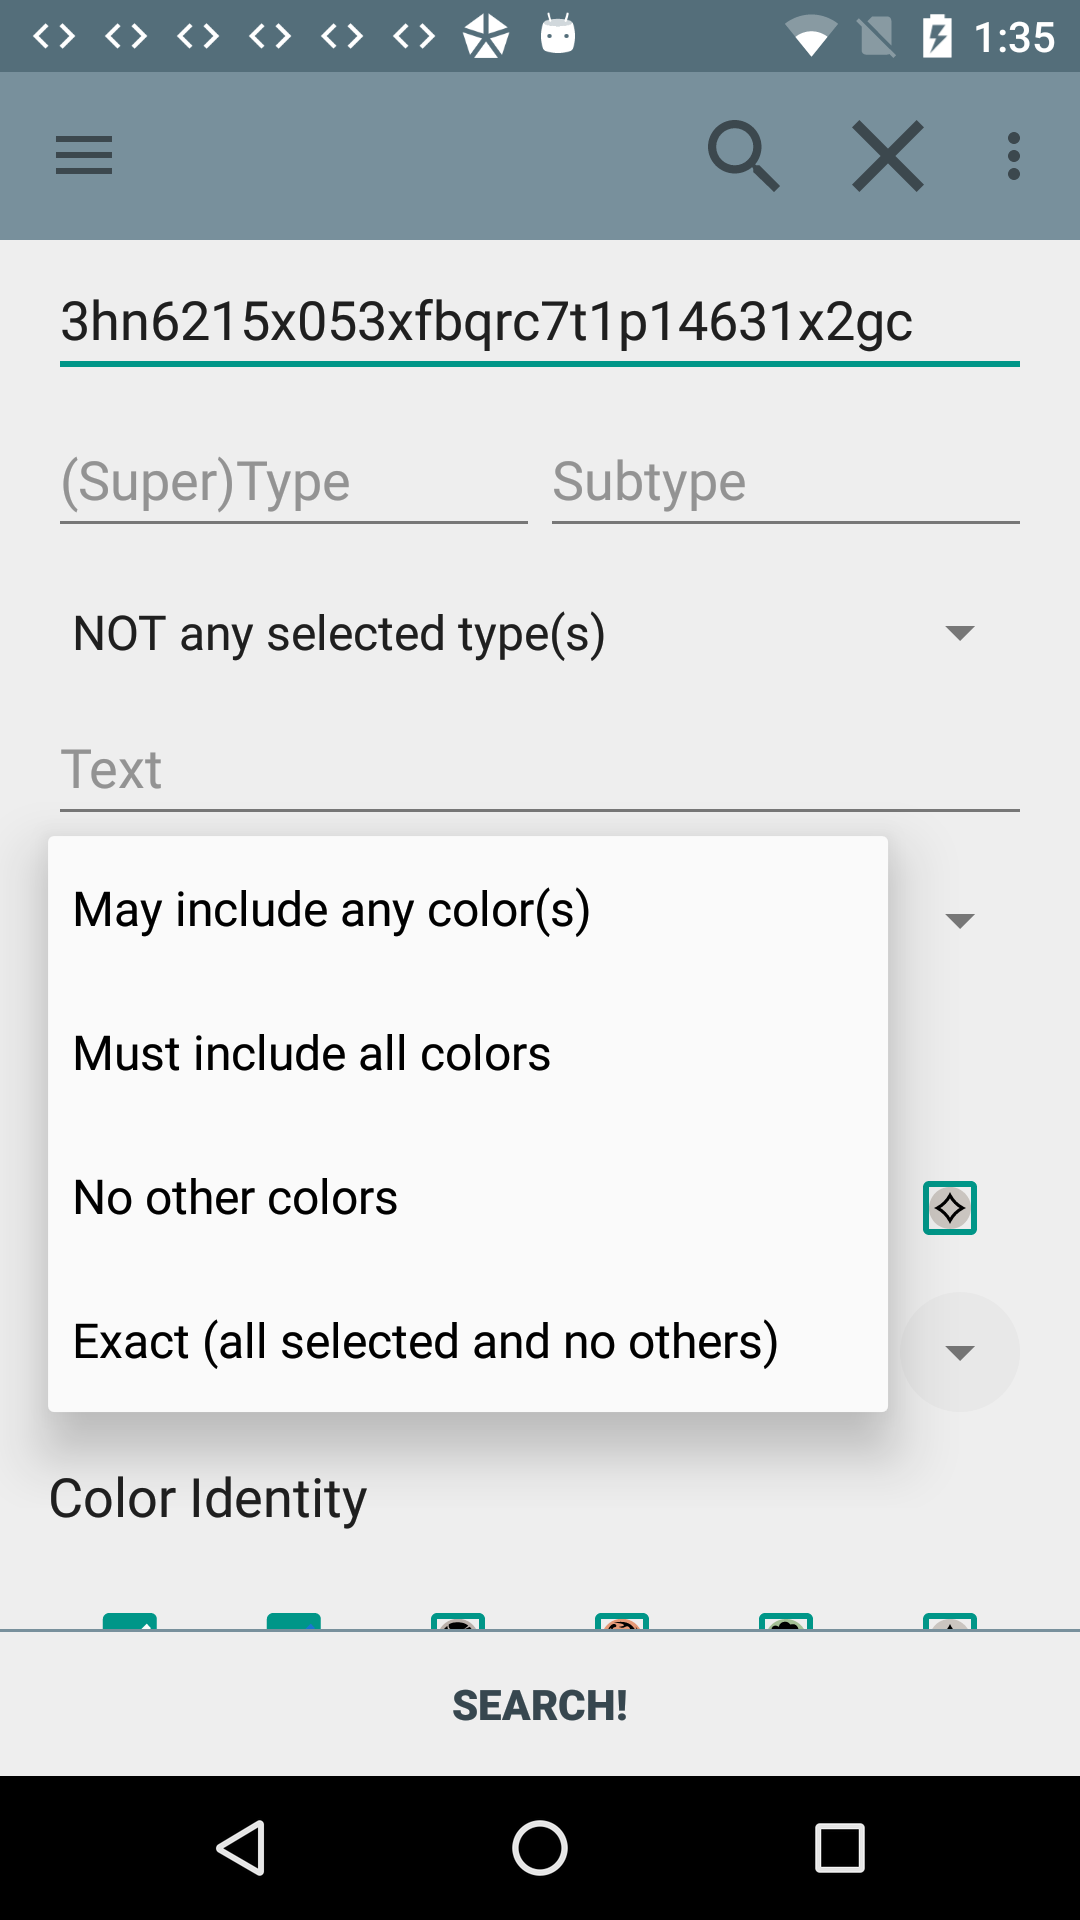 1:35
3hn6215x053xfbqrc7t1p14631x2gc
(Super)Type Subtype
NOT any selected type(s)
Text
May include any color(s)
Must include all colors
No other colors
Exact (all selected and no others)
Color Identity
SEARCH!